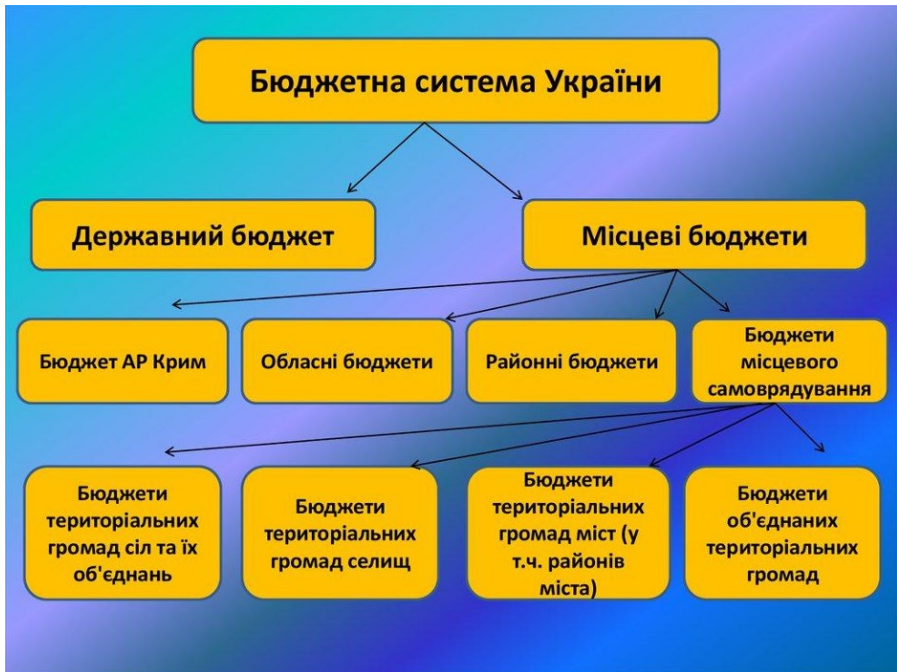 Бюджетна система України
Державний бюджет
Місцеві бюджети
Бюджет АР Крим
Обласні бюджети
Районні бюджети
Бюджети
місцевого
самоврядування
Бюджети
територіальних
громад сіл та їх
об'єднань
Бюджети
територіальних
громад селищ
Бюджети
територіальних
громад міст (у
т.ч. районів
міста)
Бюджети
об'єднаних
територіальних
громад